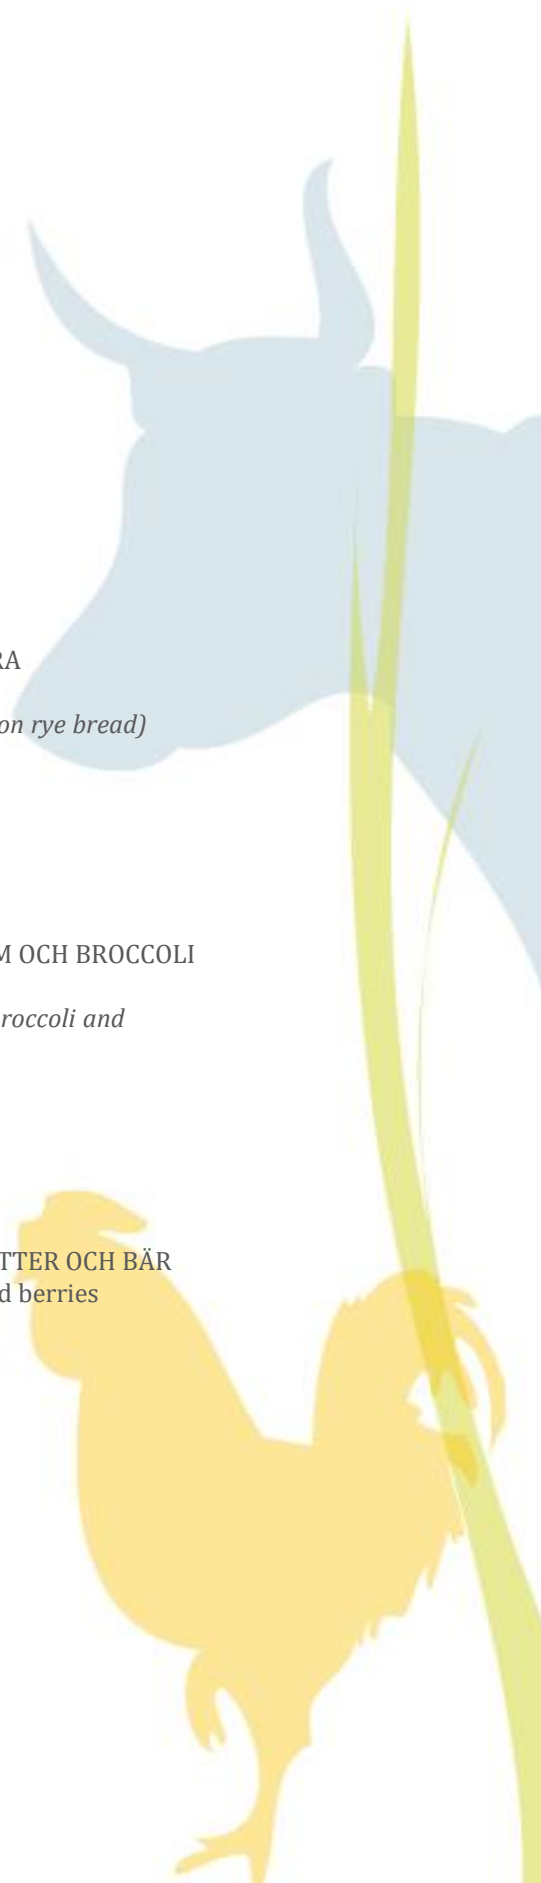 RA
on rye bread)
M OCH BROCCOLI
roccoli and
TTER OCH BÄR
d berries